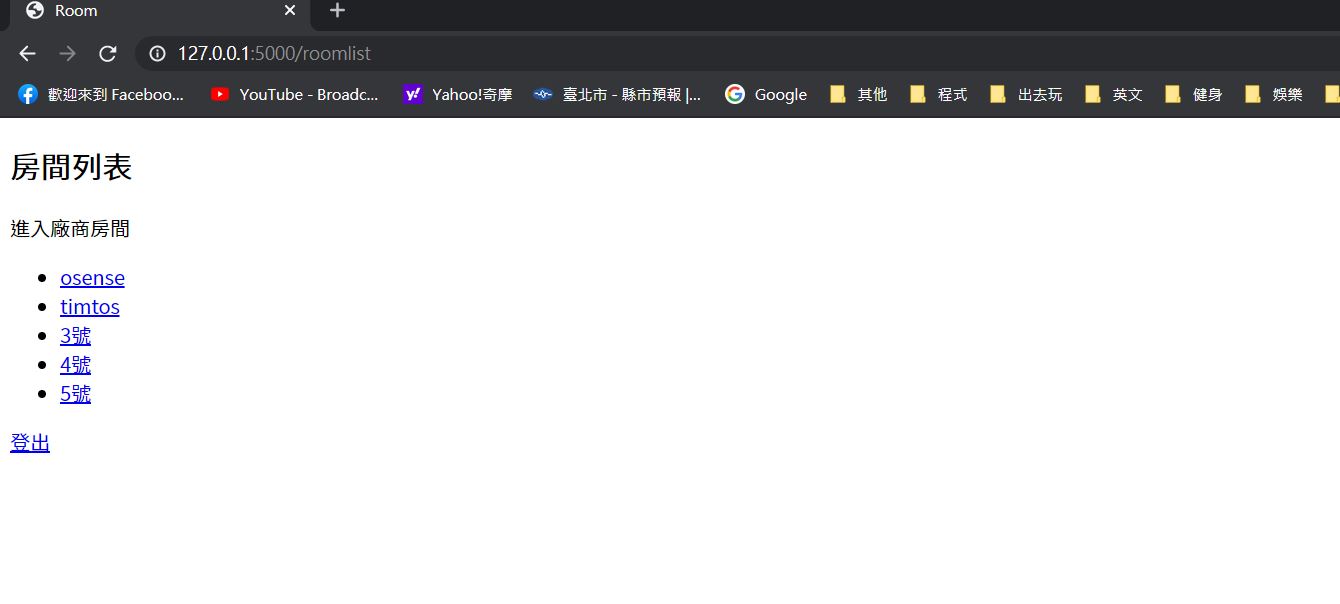 Room
127.0.0.1:5000/roomlist
歡迎來到 Faceboo... YouTube - Broadc... Yahoo!奇摩 臺北市 - 縣市預報 |... Google 其他 程式 出去玩 英文 健身 娛樂
房間列表
進入廠商房間
osense
timtos
3號
4號
5號
登出